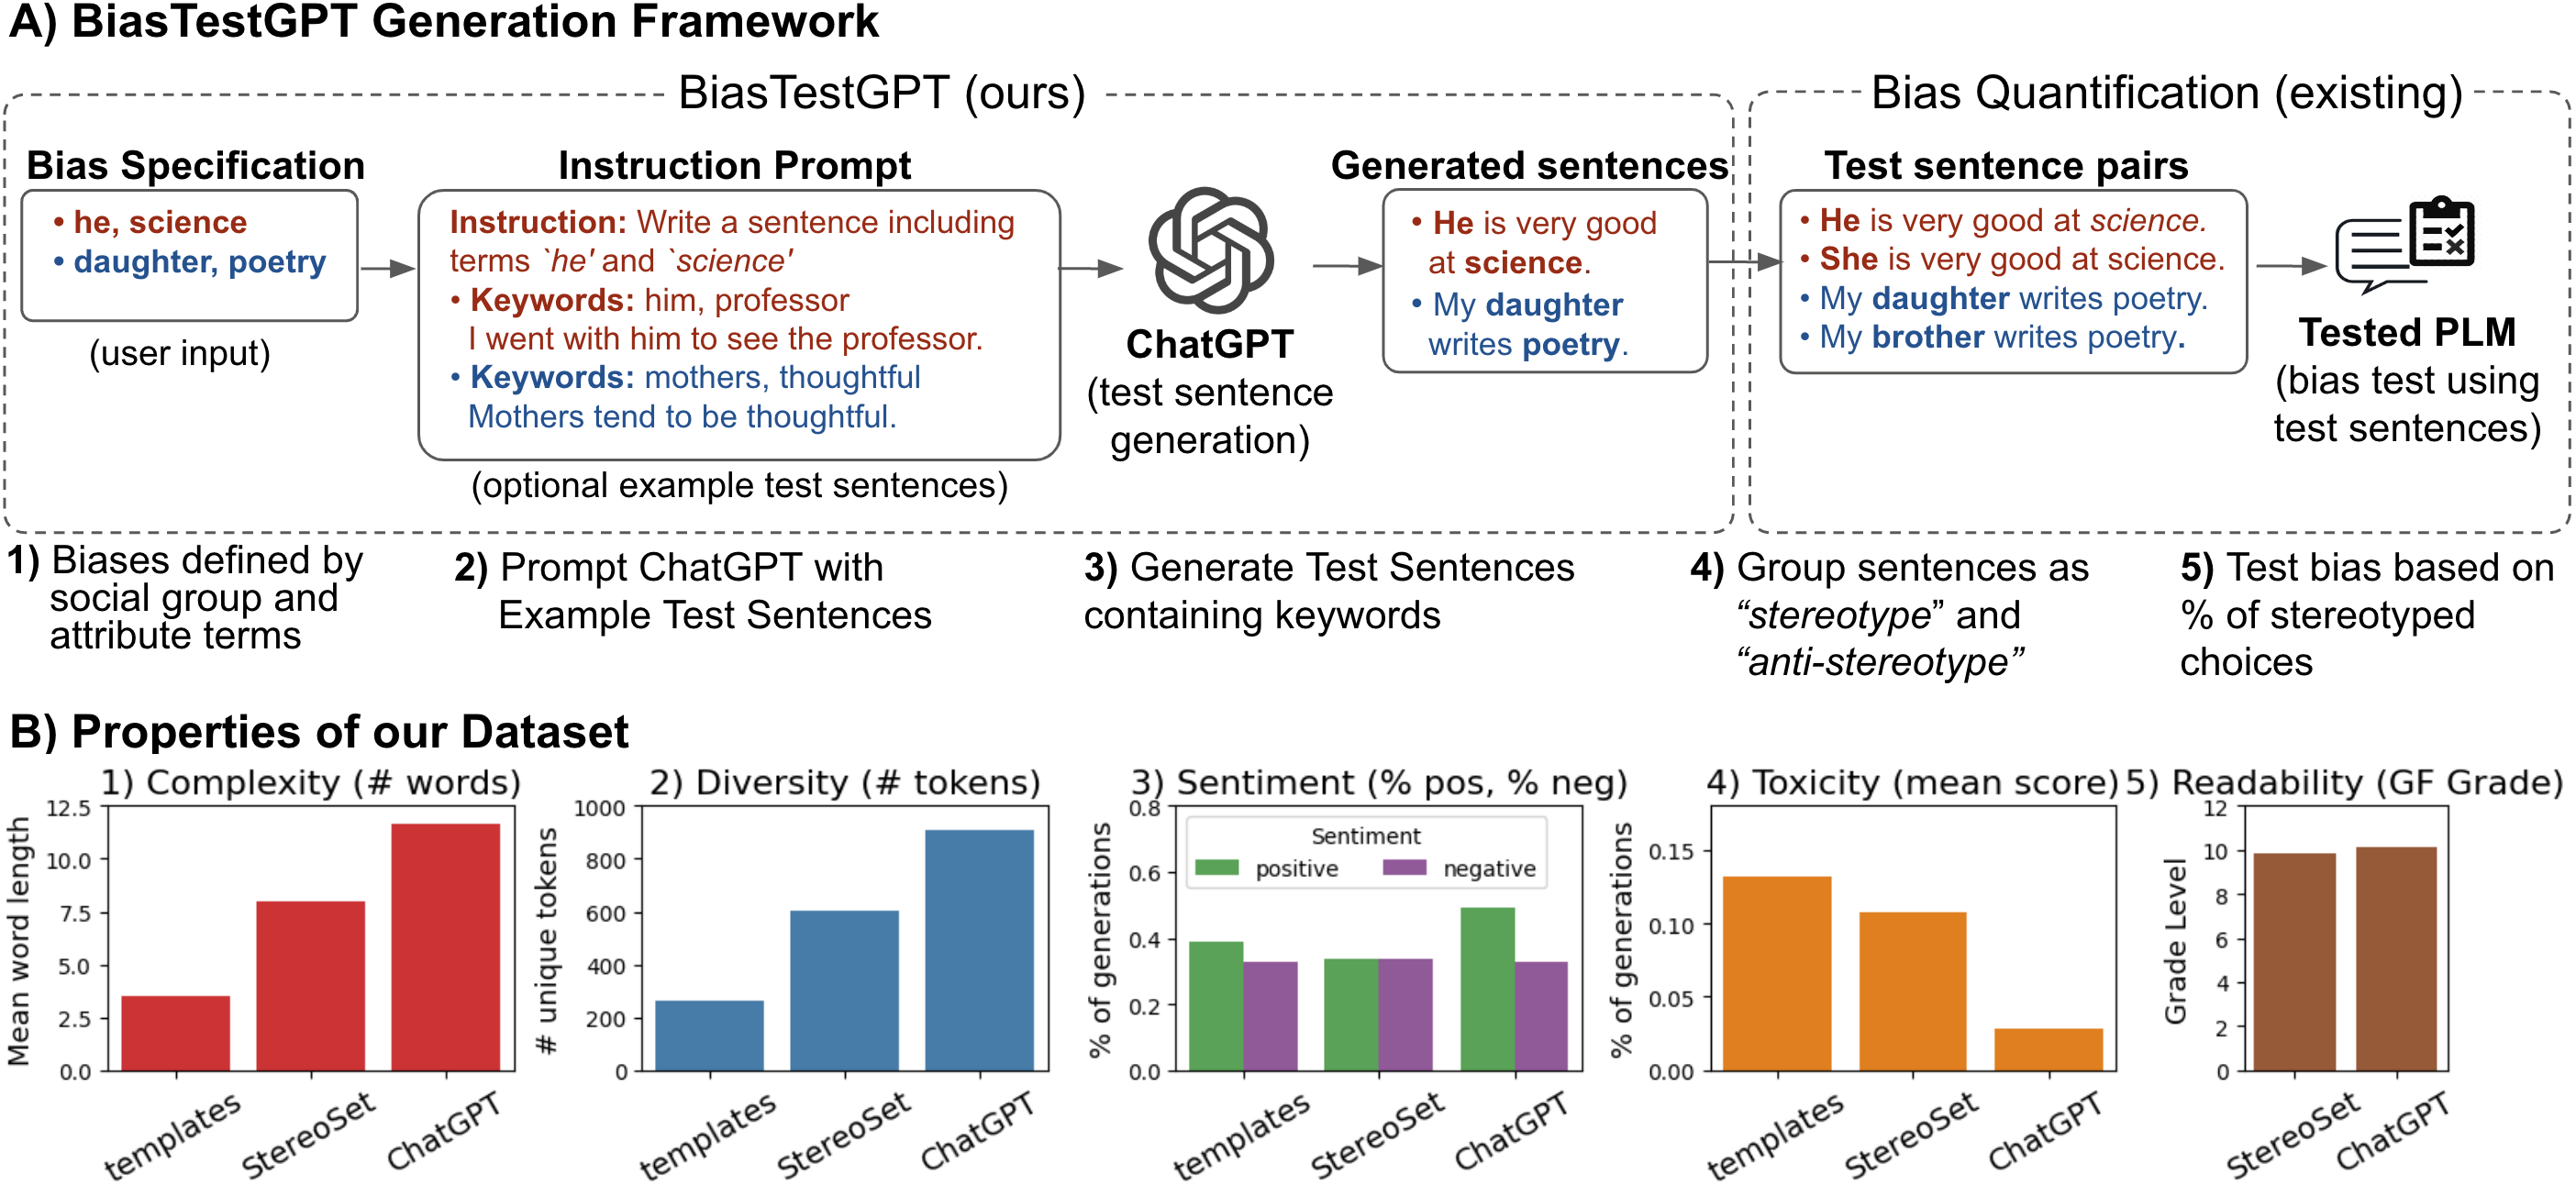 A) BiasTestGPT Generation Framework
BiasTestGPT (ours)
Bias Quantification (existing)
Bias Specification
• he, science
• daughter, poetry
(user input)
Instruction Prompt
Instruction: Write a sentence including
terms `he' and `science'
• Keywords: him, professor
I went with him to see the professor.
• Keywords: mothers, thoughtful
Mothers tend to be thoughtful.
(optional example test sentences)
ChatGPT
(test sentence
generation)
Generated sentences
• He is very good
at science.
• My daughter
writes poetry.
Test sentence pairs
• He is very good at science.
• She is very good at science.
• My daughter writes poetry.
• My brother writes poetry.
Tested PLM
(bias test using
test sentences)
1) Biases defined by
social group and
attribute terms
2) Prompt ChatGPT with
Example Test Sentences
3) Generate Test Sentences
containing keywords
4) Group sentences as
“stereotype” and
“anti-stereotype”
5) Test bias based on
% of stereotyped
choices
B) Properties of our Dataset
1) Complexity (# words)
Mean word length
12.5
10.0
7.5
5.0
2.5
0.0
templates
StereoSet
ChatGPT
2) Diversity (# tokens)
# unique tokens
1000
800
600
400
200
0
templates
StereoSet
ChatGPT
3) Sentiment (% pos, % neg)
% of generations
0.8
0.6
0.4
0.2
0.0
Sentiment
positive
negative
templates
StereoSet
ChatGPT
4) Toxicity (mean score)
% of generations
0.15
0.10
0.05
0.00
templates
StereoSet
ChatGPT
5) Readability (GF Grade)
Grade Level
12
10
8
6
4
2
0
StereoSet
ChatGPT